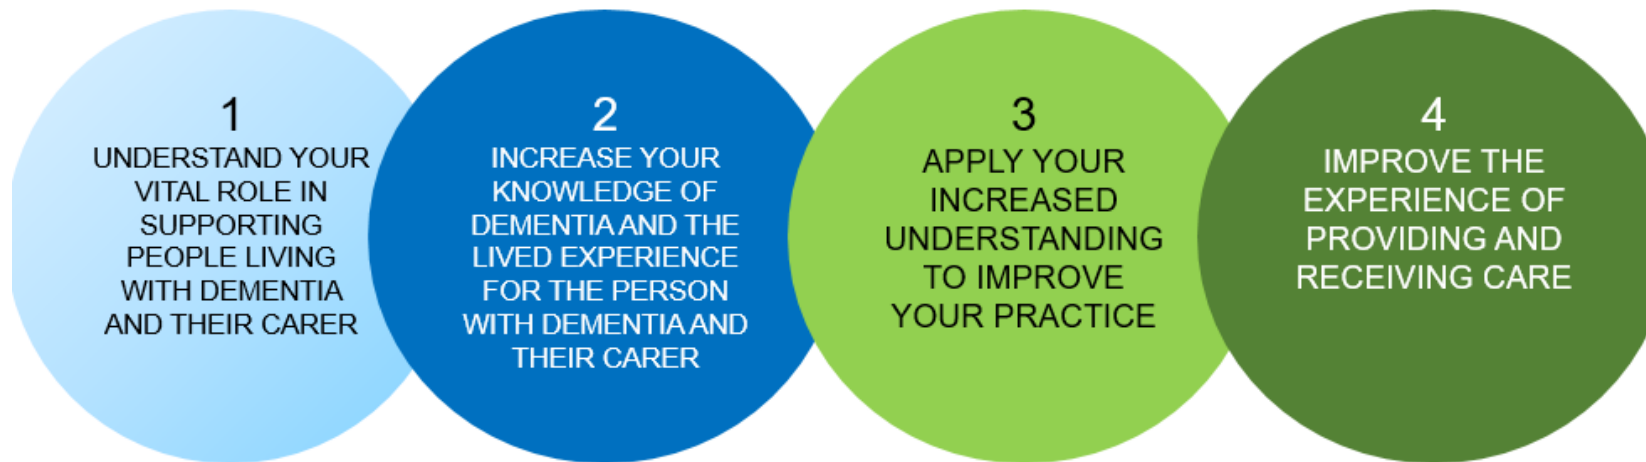 1
UNDERSTAND YOUR
VITAL ROLE IN
SUPPORTING
PEOPLE LIVING
WITH DEMENTIA
AND THEIR CARER
2
INCREASE YOUR
KNOWLEDGE OF
DEMENTIA AND THE
LIVED EXPERIENCE
FOR THE PERSON
WITH DEMENTIA AND
THEIR CARER
3
APPLY YOUR
INCREASED
UNDERSTANDING
TO IMPROVE
YOUR PRACTICE
4
IMPROVE THE
EXPERIENCE OF
PROVIDING AND
RECEIVING CARE